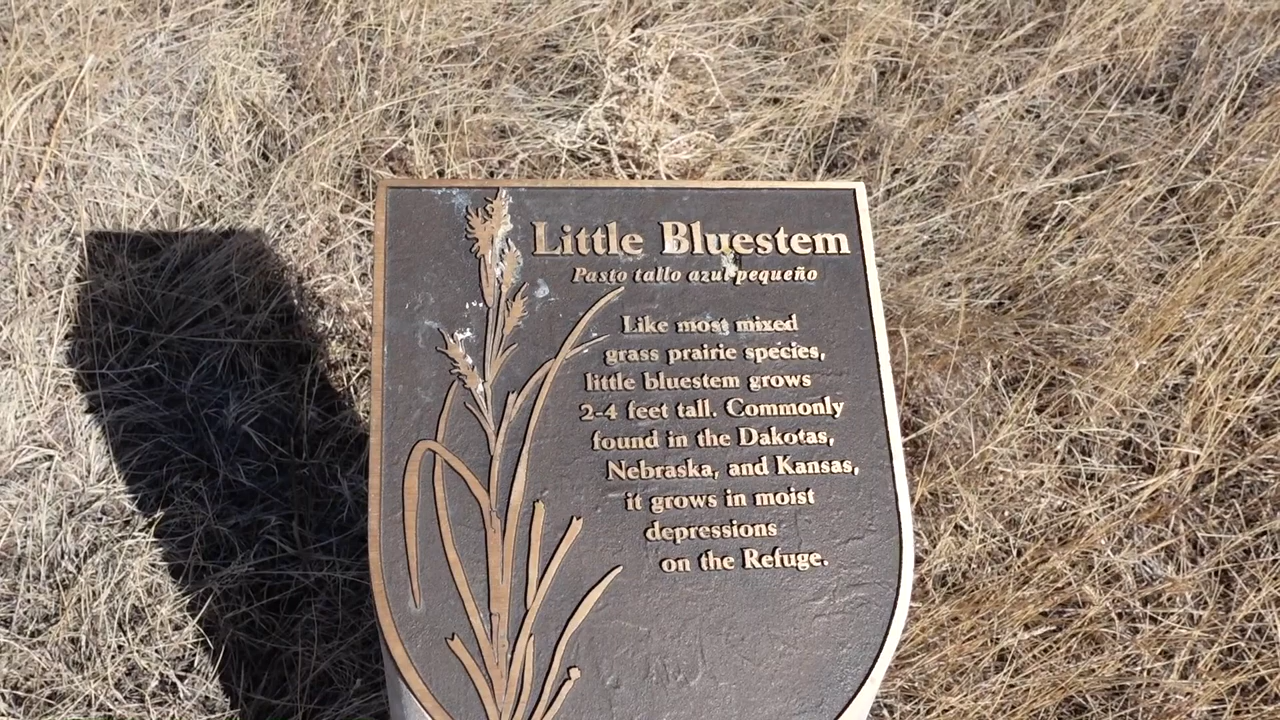 Little Bluestem
Pasto tallo azul pequeño
Like most mixed
grass prairie species,
little bluestem grows
2-4 feet tall. Commonly
found in the Dakotas,
Nebraska, and Kansas,
it grows in moist
depressions
on the Refuge.